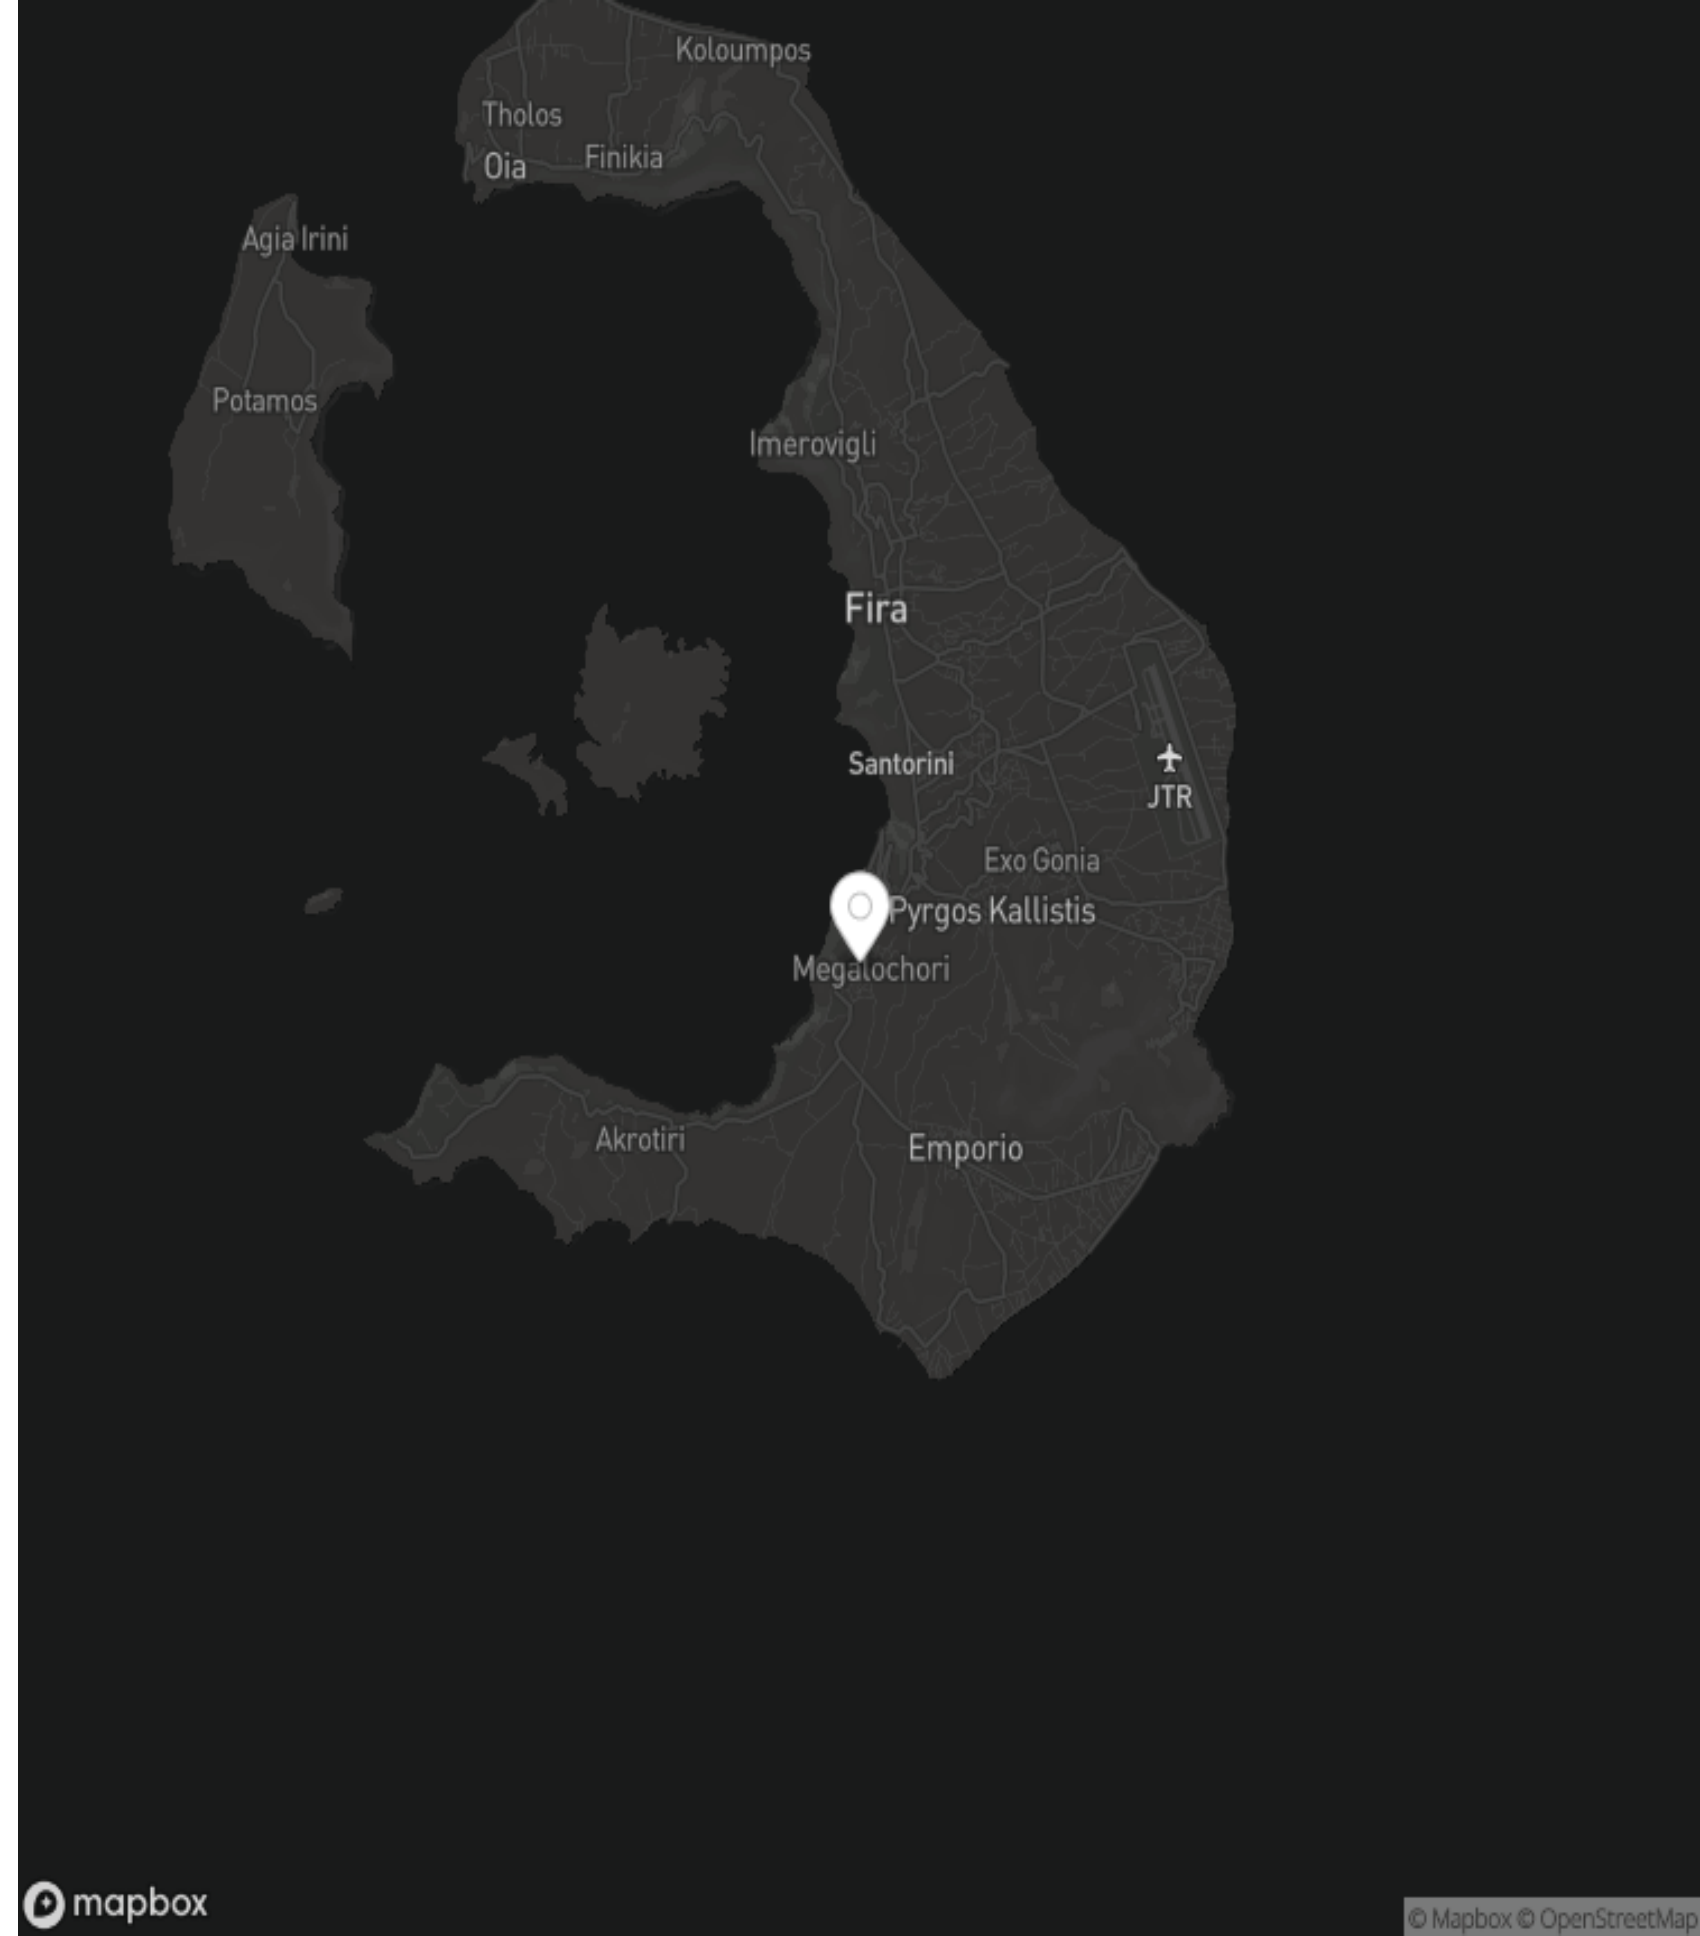 Koloumpos
Tholos
Finikia
Oia
Agia Irini
Potamos
Imerovigli
Fira
Santorini
JTR
Exo Gonia
Pyrgos Kallistis
Megalochori
Akrotiri
Emporio
mapbox
© Mapbox © OpenStreetMap